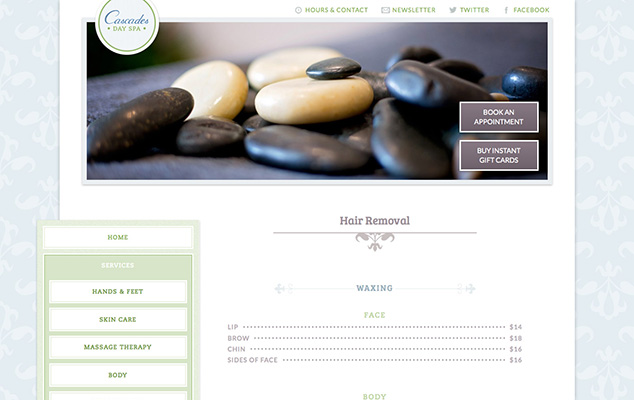 Cascades
DAY SPA
HOURS & CONTACT
NEWSLETTER
TWITTER
FACEBOOK
BOOK AN
APPOINTMENT
BUY INSTANT
GIFT CARDS
HOME
SERVICES
HANDS & FEET
SKIN CARE
MASSAGE THERAPY
BODY
Hair Removal
WAXING
FACE
LIP $14
BROW $18
CHIN $16
SIDES OF FACE $16
BODY